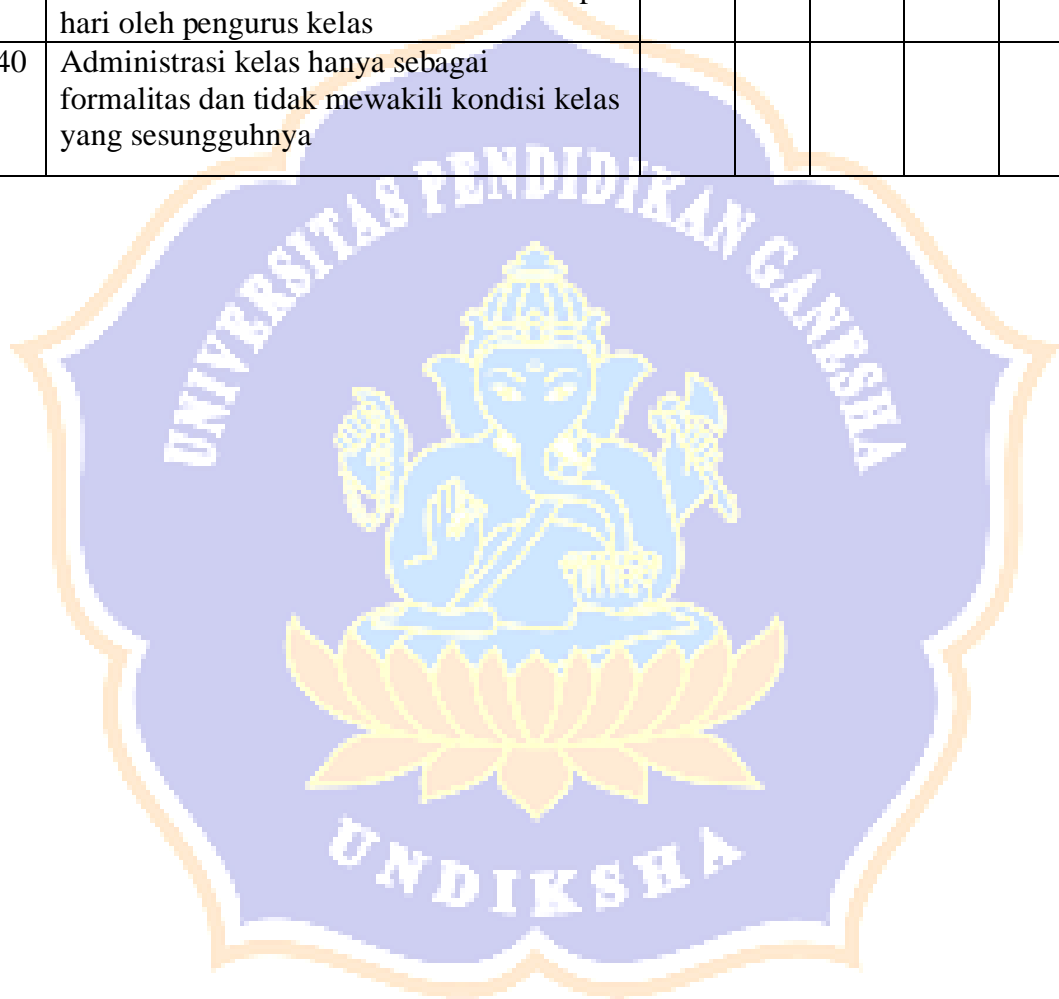 hari oleh pengurus kelas
40 Administrasi kelas hanya sebagai
formalitas dan tidak mewakili kondisi kelas
yang sesungguhnya
UNIVERSITAS PENDIDIKAN GANESHA
UNDIKSHA